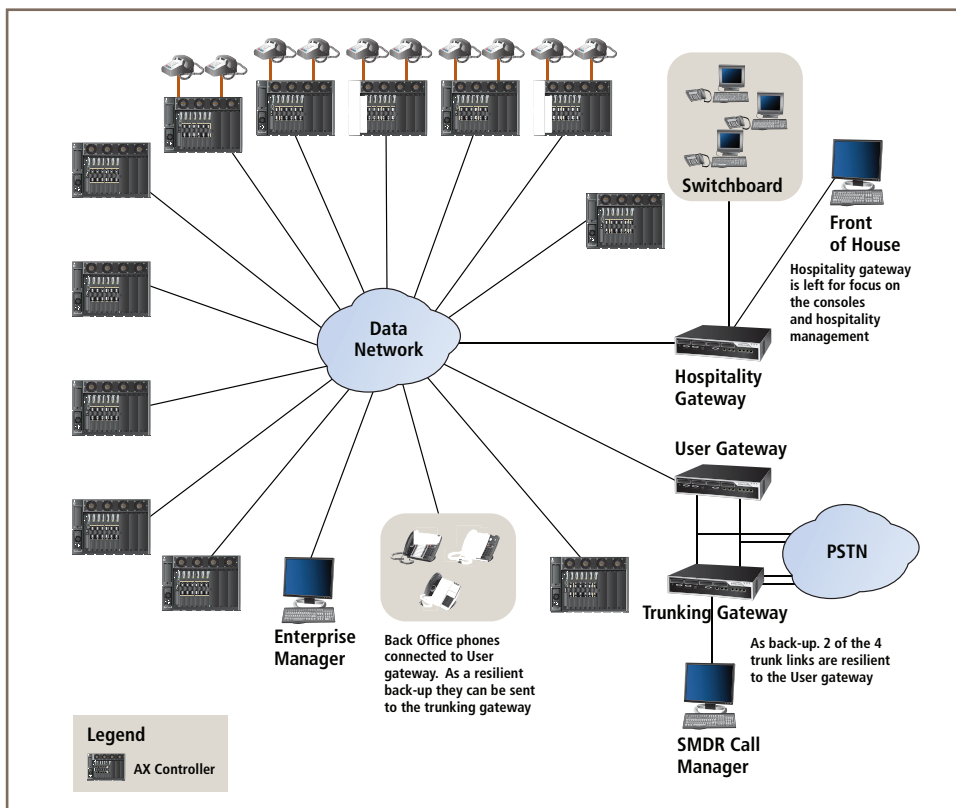 Switchboard
Front
of House
Hospitality gateway
is left for focus on
the consoles
and hospitality
management
Data
Network
Hospitality
Gateway
User Gateway
PSTN
Trunking Gateway
As back-up. 2 of the 4
trunk links are resilient
to the User gateway
Enterprise
Manager
Back Office phones
connected to User
gateway. As a resilient
back-up they can be sent
to the trunking gateway
SMDR Call
Manager
Legend
AX Controller